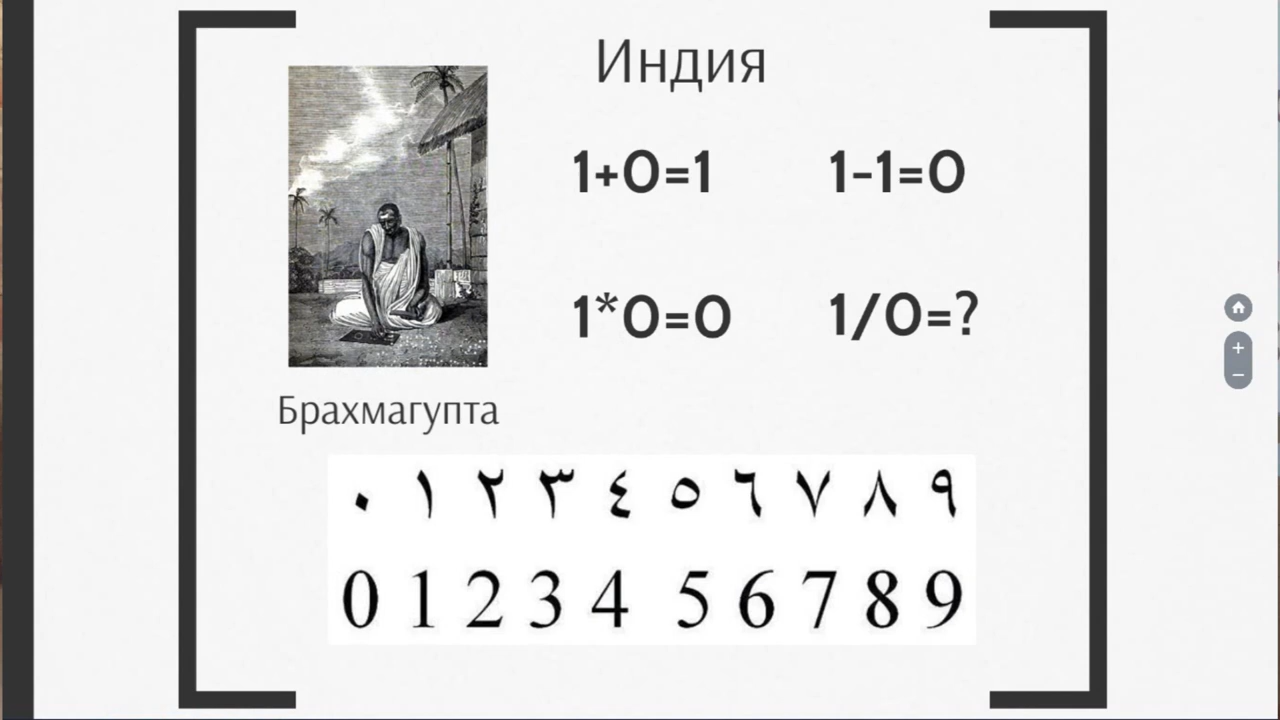 Индия
1+0=1 1-1=0
1*0=0 1/0=?
Брахмагупта
٠ ١ ٢ ٣ ٤ ٥ ٦ ٧ ٨ ٩
0 1 2 3 4 5 6 7 8 9